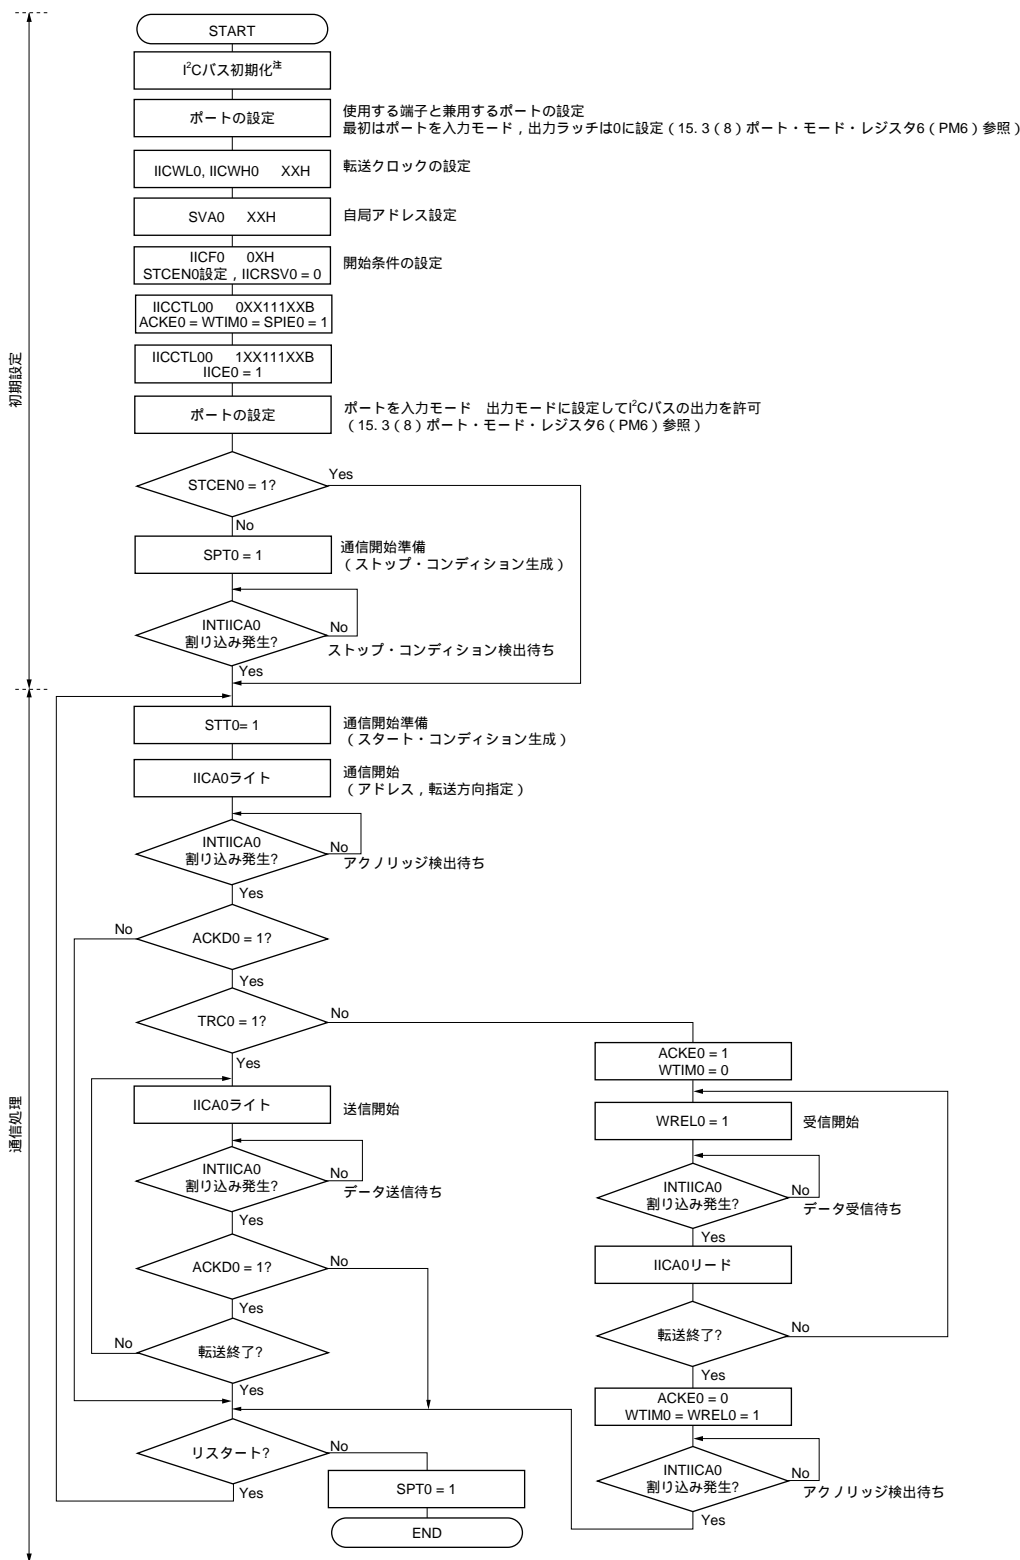 START
I²Cバス初期化注
ポートの設定
使用する端子と兼用するポートの設定
最初はポートを入力モード，出力ラッチは0に設定（15. 3（8）ポート・モード・レジスタ6（PM6）参照）
IICWL0, IICWH0 XXH
転送クロックの設定
SVA0 XXH
自局アドレス設定
IICF0 0XH
STCEN0設定，IICRSV0 = 0
開始条件の設定
IICCTL00 0XX111XXB
ACKE0 = WTIM0 = SPIE0 = 1
IICCTL00 1XX111XXB
IICE0 = 1
初期設定
ポートの設定
ポートを入力モード 出力モードに設定してI²Cバスの出力を許可
（15. 3（8）ポート・モード・レジスタ6（PM6）参照）
STCEN0 = 1?
Yes
No
SPT0 = 1
通信開始準備
（ストップ・コンディション生成）
INTIICA0
割り込み発生?
No
ストップ・コンディション検出待ち
Yes
STT0= 1
通信開始準備
（スタート・コンディション生成）
IICA0ライト
通信開始
（アドレス，転送方向指定）
INTIICA0
割り込み発生?
No
アクノリッジ検出待ち
Yes
ACKD0 = 1?
No
Yes
TRC0 = 1?
No
Yes
通信処理
IICA0ライト
送信開始
INTIICA0
割り込み発生?
No
データ送信待ち
Yes
ACKD0 = 1?
No
Yes
転送終了?
No
Yes
ACKE0 = 1
WTIM0 = 0
WREL0 = 1
受信開始
INTIICA0
割り込み発生?
No
データ受信待ち
Yes
IICA0リード
転送終了?
No
Yes
ACKE0 = 0
WTIM0 = WREL0 = 1
INTIICA0
割り込み発生?
No
アクノリッジ検出待ち
Yes
リスタート?
No
Yes
SPT0 = 1
END